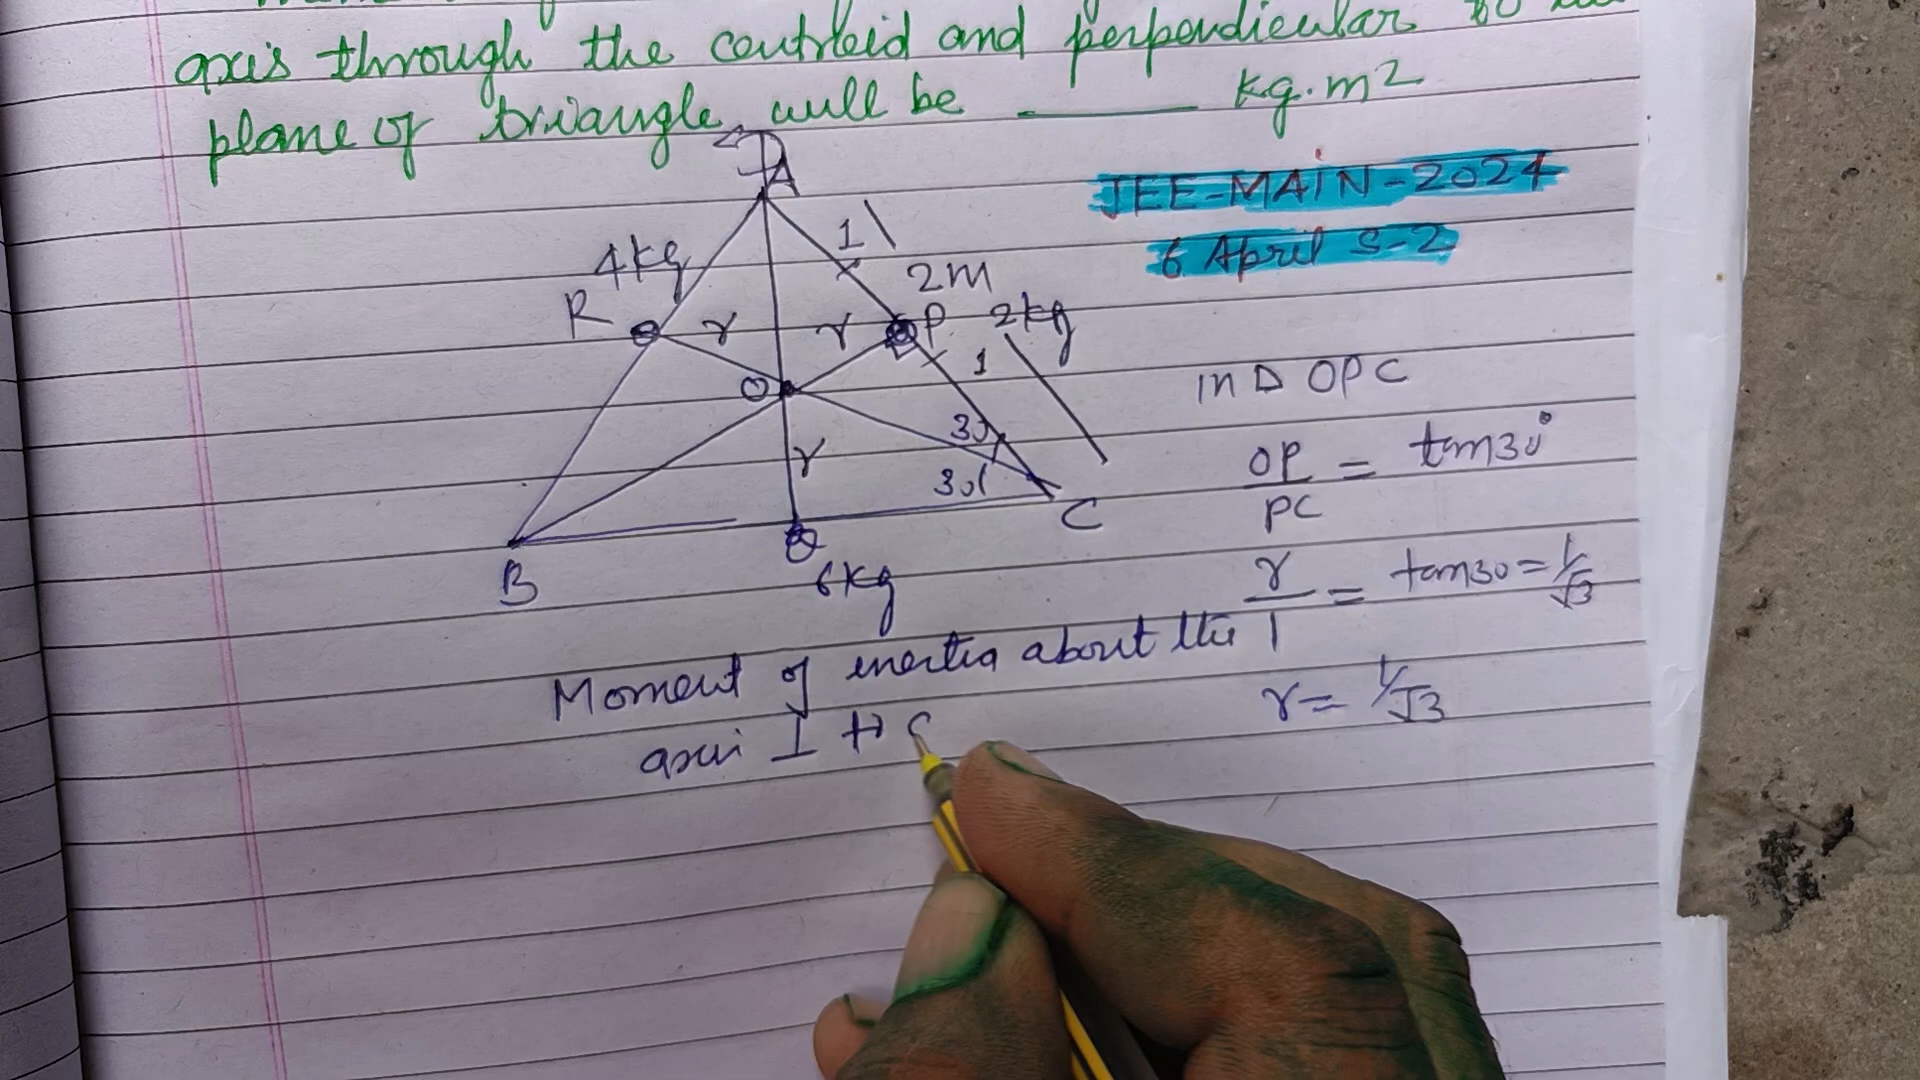 axis through the centroid and perpendicular to
plane of triangle will be ______ kg.m2
JEE-MAIN-2024
6 April S-2
A
4kg
1
2m
R
r
r
P
2kg
O
1
in Δ OPC
r
30
30
OP/PC = tan30°
B
Q
C
6kg
r/1 = tan30 = 1/√3
Moment of inertia about the
r = 1/√3